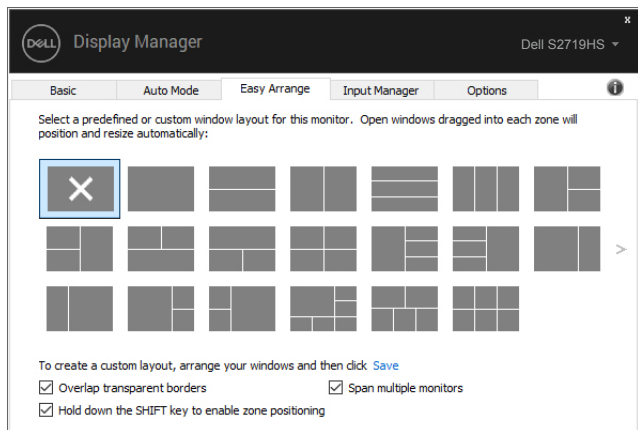 x
DELL Display Manager Dell S2719HS
Basic Auto Mode Easy Arrange Input Manager Options
Select a predefined or custom window layout for this monitor. Open windows dragged into each zone will
position and resize automatically:
To create a custom layout, arrange your windows and then click Save
Overlap transparent borders Span multiple monitors
Hold down the SHIFT key to enable zone positioning